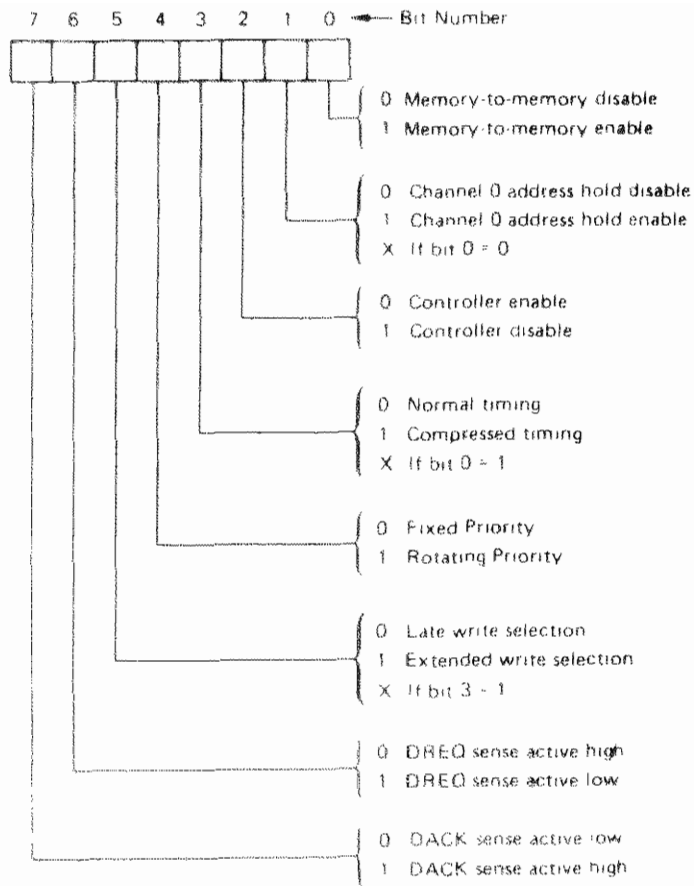 7 6 5 4 3 2 1 0 Bit Number
0 Memory-to-memory disable
1 Memory-to-memory enable
0 Channel 0 address hold disable
1 Channel 0 address hold enable
X If bit 0 = 0
0 Controller enable
1 Controller disable
0 Normal timing
1 Compressed timing
X If bit 0 = 1
0 Fixed Priority
1 Rotating Priority
0 Late write selection
1 Extended write selection
X If bit 3 = 1
0 DREQ sense active high
1 DREQ sense active low
0 DACK sense active low
1 DACK sense active high